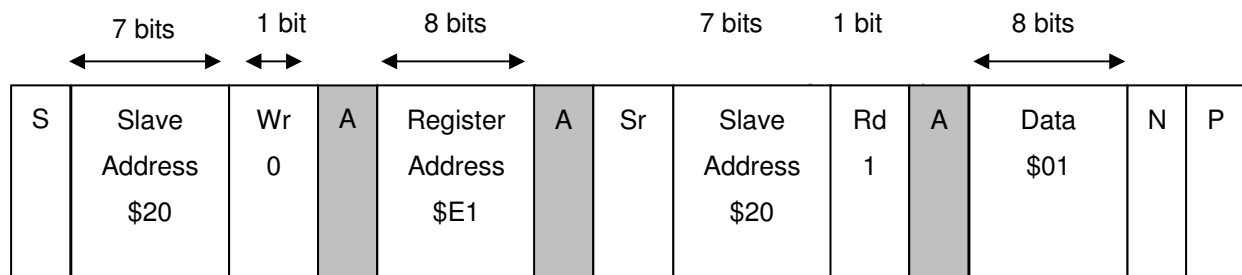 7 bits 1 bit 8 bits 7 bits 1 bit 8 bits
S Slave Wr A Register A Sr Slave Rd A Data N P
Address 0 Address Address 1 $01
$20 $E1 $20